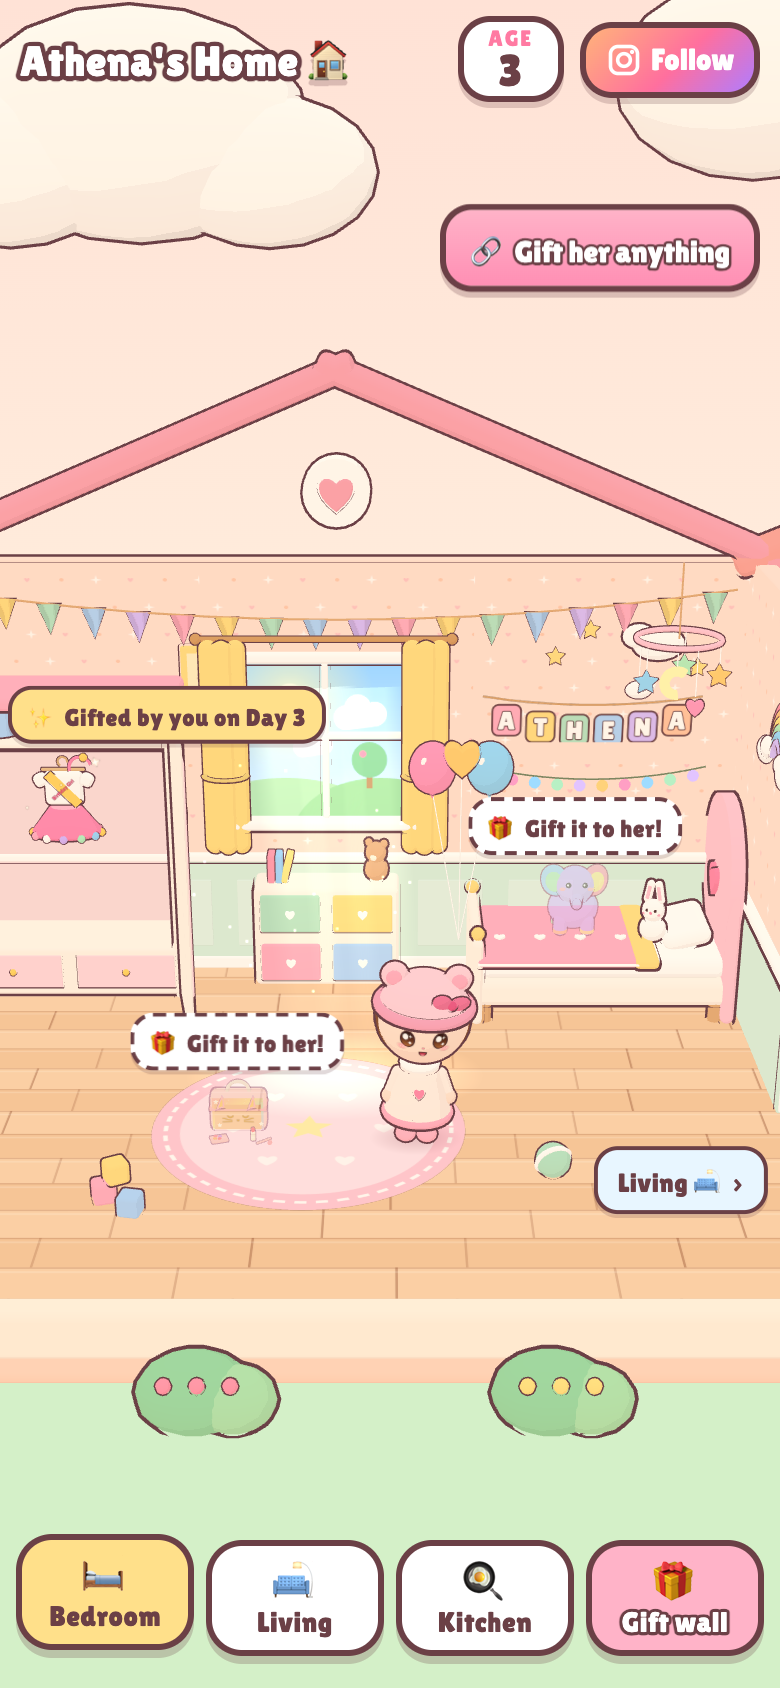 Athena's Home
AGE
3
Follow
Gift her anything
Gifted by you on Day 3
ATHENA
Gift it to her!
Gift it to her!
Living ›
Bedroom
Living
Kitchen
Gift wall